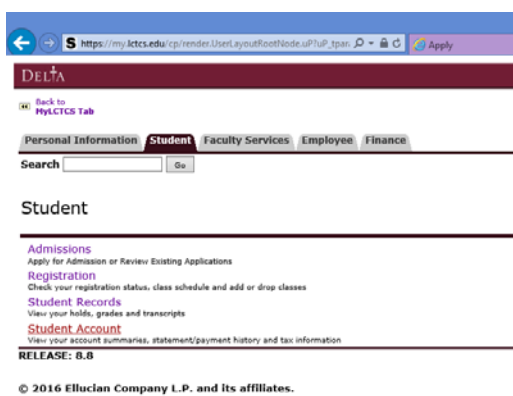 S https://my.lctcs.edu/cp/render.UserLayoutRootNode.uP?uP_tpar Apply
DELTA
Back to
MyLCTCS Tab
Personal Information Student Faculty Services Employee Finance
Search Go
Student
Admissions
Apply for Admission or Review Existing Applications
Registration
Check your registration status, class schedule and add or drop classes
Student Records
View your holds, grades and transcripts
Student Account
View your account summaries, statement/payment history and tax information
RELEASE: 8.8
© 2016 Ellucian Company L.P. and its affiliates.